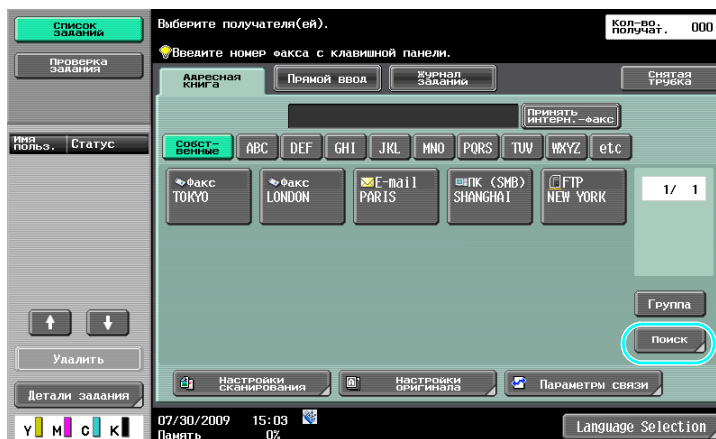 Список
заданий
Проверка
задания
Имя
польз.
Статус
Удалить
Детали задания
Y M C K
Выберите получателя(ей).
Кол-во.
получат.
000
Введите номер факса с клавишной панели.
Адресная
книга
Прямой ввод
Журнал
заданий
Снятая
трубка
Принять
интерн.-факс
Собст-
венные
ABC DEF GHI JKL MNO PQRS TUV WXYZ etc
Факс
TOKYO
Факс
LONDON
E-mail
PARIS
ПК (SMB)
SHANGHAI
FTP
NEW YORK
1/ 1
Группа
Поиск
Настройки
сканирования
Настройки
оригинала
Параметры связи
07/30/2009 15:03
Память 0%
Language Selection